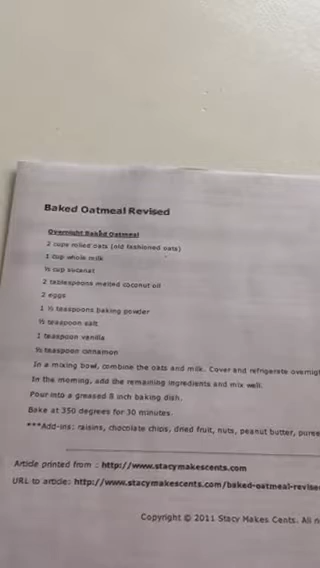 Baked Oatmeal Revised
Overnight Baked Oatmeal
2 cups rolled oats (old fashioned oats)
1 cup whole milk
cup sucanat
2 tablespoons melted coconut oil
2 eggs
1 ½ teaspoons baking powder
½ teaspoon salt
1 teaspoon vanilla
½ teaspoon cinnamon
In a mixing bowl, combine the oats and milk. Cover and refrigerate overnigh
In the morning, add the remaining ingredients and mix well.
Pour into a greased 8 inch baking dish.
Bake at 350 degrees for 30 minutes.
***Add-ins: raisins, chocolate chips, dried fruit, nuts, peanut butter, puree
Article printed from : http://www.stacymakescents.com
URL to article: http://www.stacymakescents.com/baked-oatmeal-revise
Copyright © 2011 Stacy Makes Cents. All r